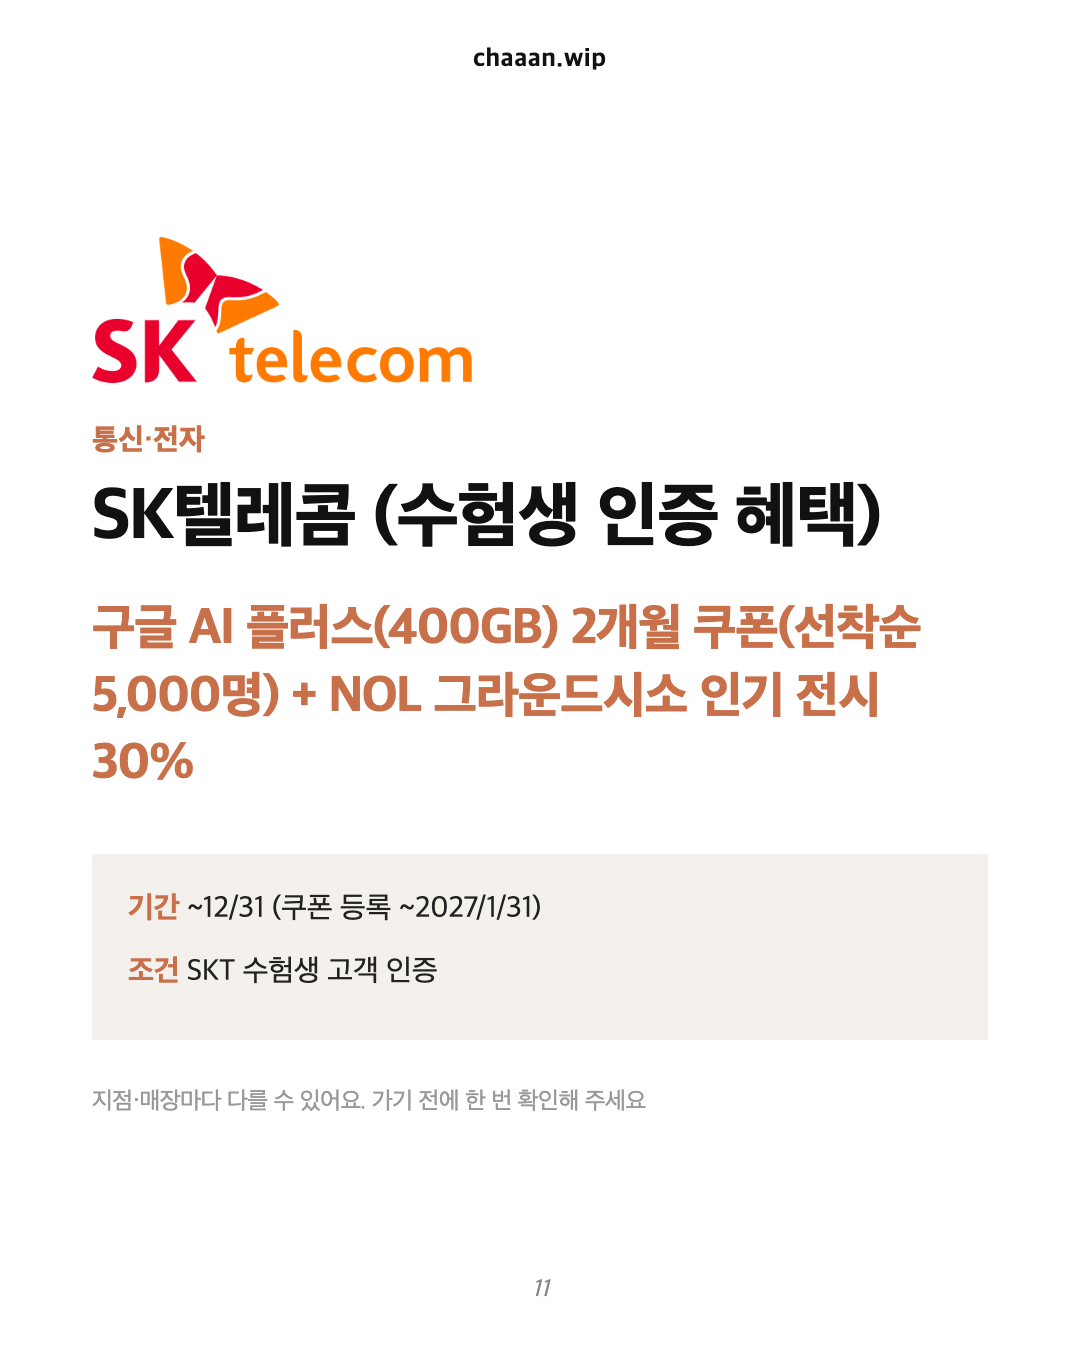 chaaan.wip
SK telecom
통신·전자
SK텔레콤 (수험생 인증 혜택)
구글 AI 플러스(400GB) 2개월 쿠폰(선착순
5,000명) + NOL 그라운드시소 인기 전시
30%
기간 ~12/31 (쿠폰 등록 ~2027/1/31)
조건 SKT 수험생 고객 인증
지점·매장마다 다를 수 있어요. 가기 전에 한 번 확인해 주세요
11